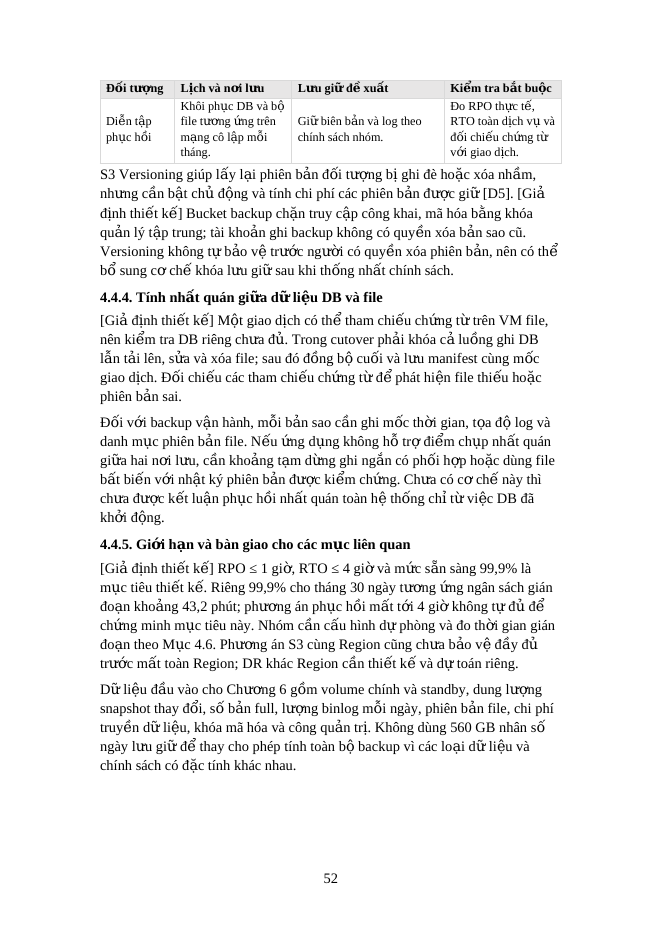 Đối tượng Lịch và nơi lưu Lưu giữ đề xuất Kiểm tra bắt buộc
Diễn tập phục hồi
Khôi phục DB và bộ file tương ứng trên mạng cô lập mỗi tháng.
Giữ biên bản và log theo chính sách nhóm.
Đo RPO thực tế, RTO toàn dịch vụ và đối chiếu chứng từ với giao dịch.
S3 Versioning giúp lấy lại phiên bản đối tượng bị ghi đè hoặc xóa nhầm,
nhưng cần bật chủ động và tính chi phí các phiên bản được giữ [D5]. [Giả
định thiết kế] Bucket backup chặn truy cập công khai, mã hóa bằng khóa
quản lý tập trung; tài khoản ghi backup không có quyền xóa bản sao cũ.
Versioning không tự bảo vệ trước người có quyền xóa phiên bản, nên có thể
bổ sung cơ chế khóa lưu giữ sau khi thống nhất chính sách.
4.4.4. Tính nhất quán giữa dữ liệu DB và file
[Giả định thiết kế] Một giao dịch có thể tham chiếu chứng từ trên VM file,
nên kiểm tra DB riêng chưa đủ. Trong cutover phải khóa cả luồng ghi DB
lẫn tải lên, sửa và xóa file; sau đó đồng bộ cuối và lưu manifest cùng mốc
giao dịch. Đối chiếu các tham chiếu chứng từ để phát hiện file thiếu hoặc
phiên bản sai.
Đối với backup vận hành, mỗi bản sao cần ghi mốc thời gian, tọa độ log và
danh mục phiên bản file. Nếu ứng dụng không hỗ trợ điểm chụp nhất quán
giữa hai nơi lưu, cần khoảng tạm dừng ghi ngắn có phối hợp hoặc dùng file
bất biến với nhật ký phiên bản được kiểm chứng. Chưa có cơ chế này thì
chưa được kết luận phục hồi nhất quán toàn hệ thống chỉ từ việc DB đã
khởi động.
4.4.5. Giới hạn và bàn giao cho các mục liên quan
[Giả định thiết kế] RPO ≤ 1 giờ, RTO ≤ 4 giờ và mức sẵn sàng 99,9% là
mục tiêu thiết kế. Riêng 99,9% cho tháng 30 ngày tương ứng ngân sách gián
đoạn khoảng 43,2 phút; phương án phục hồi mất tới 4 giờ không tự đủ để
chứng minh mục tiêu này. Nhóm cần cấu hình dự phòng và đo thời gian gián
đoạn theo Mục 4.6. Phương án S3 cùng Region cũng chưa bảo vệ đầy đủ
trước mất toàn Region; DR khác Region cần thiết kế và dự toán riêng.
Dữ liệu đầu vào cho Chương 6 gồm volume chính và standby, dung lượng
snapshot thay đổi, số bản full, lượng binlog mỗi ngày, phiên bản file, chi phí
truyền dữ liệu, khóa mã hóa và công quản trị. Không dùng 560 GB nhân số
ngày lưu giữ để thay cho phép tính toàn bộ backup vì các loại dữ liệu và
chính sách có đặc tính khác nhau.
52